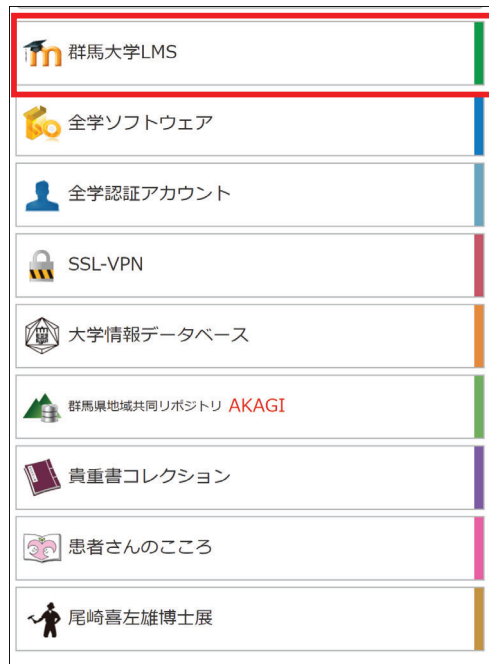 群馬大学LMS
全学ソフトウェア
全学認証アカウント
SSL-VPN
大学情報データベース
群馬県地域共同リポジトリ AKAGI
貴重書コレクション
患者さんのこころ
尾崎喜左雄博士展